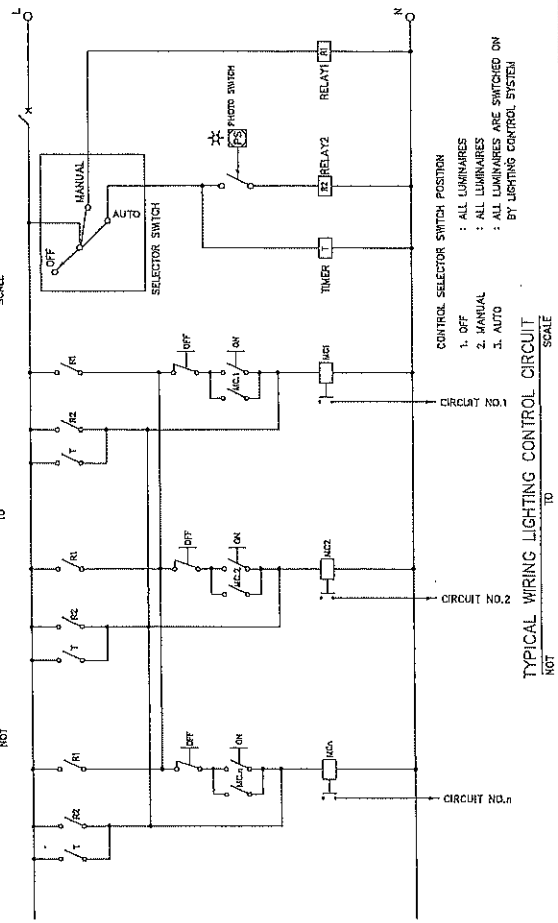 NOT TO SCALE
L
N
OFF
MANUAL
AUTO
SELECTOR SWITCH
PHOTO SWITCH
PS
TIMER
T
R2
RELAY2
R1
RELAY1
T
R2
R1
OFF
ON
MC.1
MC1
CIRCUIT NO.1
T
R2
R1
OFF
ON
MC.2
MC2
CIRCUIT NO.2
T
R2
R1
OFF
ON
MC.n
MCn
CIRCUIT NO.n
CONTROL SELECTOR SWITCH POSITION
1. OFF : ALL LUMINAIRES
2. MANUAL : ALL LUMINAIRES
3. AUTO : ALL LUMINAIRES ARE SWITCHED ON
BY LIGHTING CONTROL SYSTEM
TYPICAL WIRING LIGHTING CONTROL CIRCUIT
NOT TO SCALE